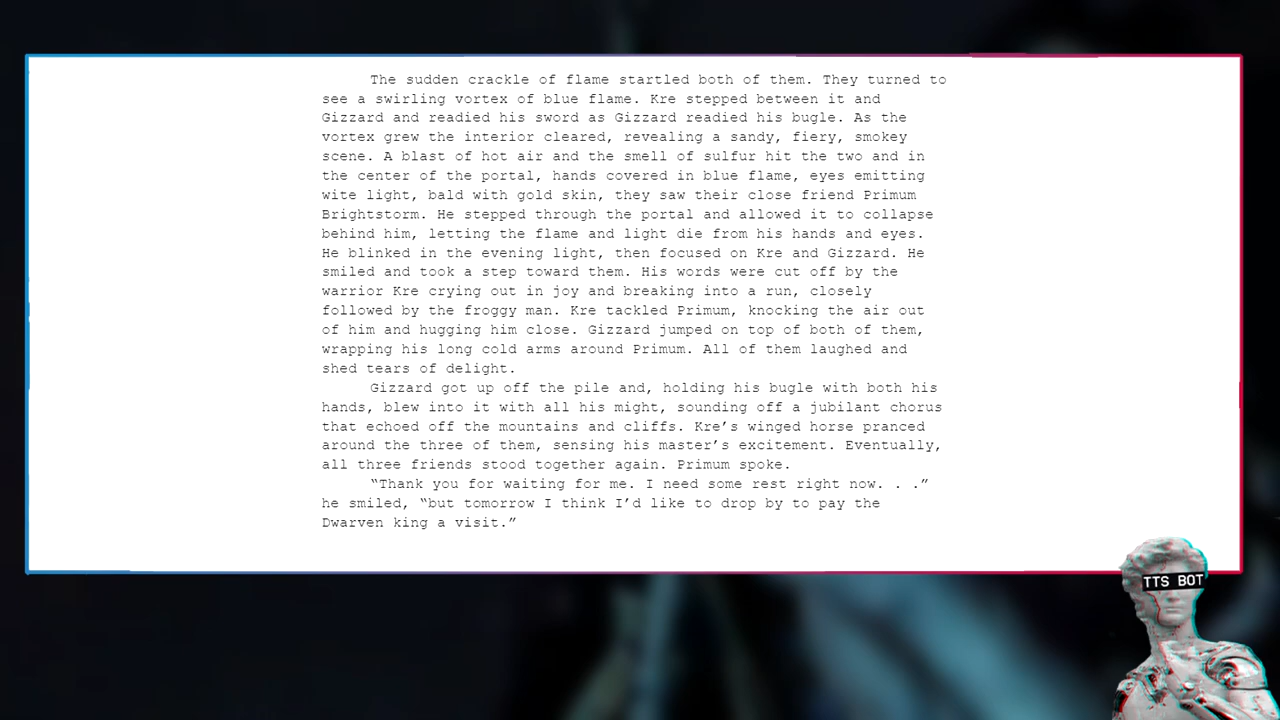 The sudden crackle of flame startled both of them. They turned to
see a swirling vortex of blue flame. Kre stepped between it and
Gizzard and readied his sword as Gizzard readied his bugle. As the
vortex grew the interior cleared, revealing a sandy, fiery, smokey
scene. A blast of hot air and the smell of sulfur hit the two and in
the center of the portal, hands covered in blue flame, eyes emitting
wite light, bald with gold skin, they saw their close friend Primum
Brightstorm. He stepped through the portal and allowed it to collapse
behind him, letting the flame and light die from his hands and eyes.
He blinked in the evening light, then focused on Kre and Gizzard. He
smiled and took a step toward them. His words were cut off by the
warrior Kre crying out in joy and breaking into a run, closely
followed by the froggy man. Kre tackled Primum, knocking the air out
of him and hugging him close. Gizzard jumped on top of both of them,
wrapping his long cold arms around Primum. All of them laughed and
shed tears of delight.
Gizzard got up off the pile and, holding his bugle with both his
hands, blew into it with all his might, sounding off a jubilant chorus
that echoed off the mountains and cliffs. Kre’s winged horse pranced
around the three of them, sensing his master’s excitement. Eventually,
all three friends stood together again. Primum spoke.
“Thank you for waiting for me. I need some rest right now. . .”
he smiled, “but tomorrow I think I’d like to drop by to pay the
Dwarven king a visit.”
TTS BOT